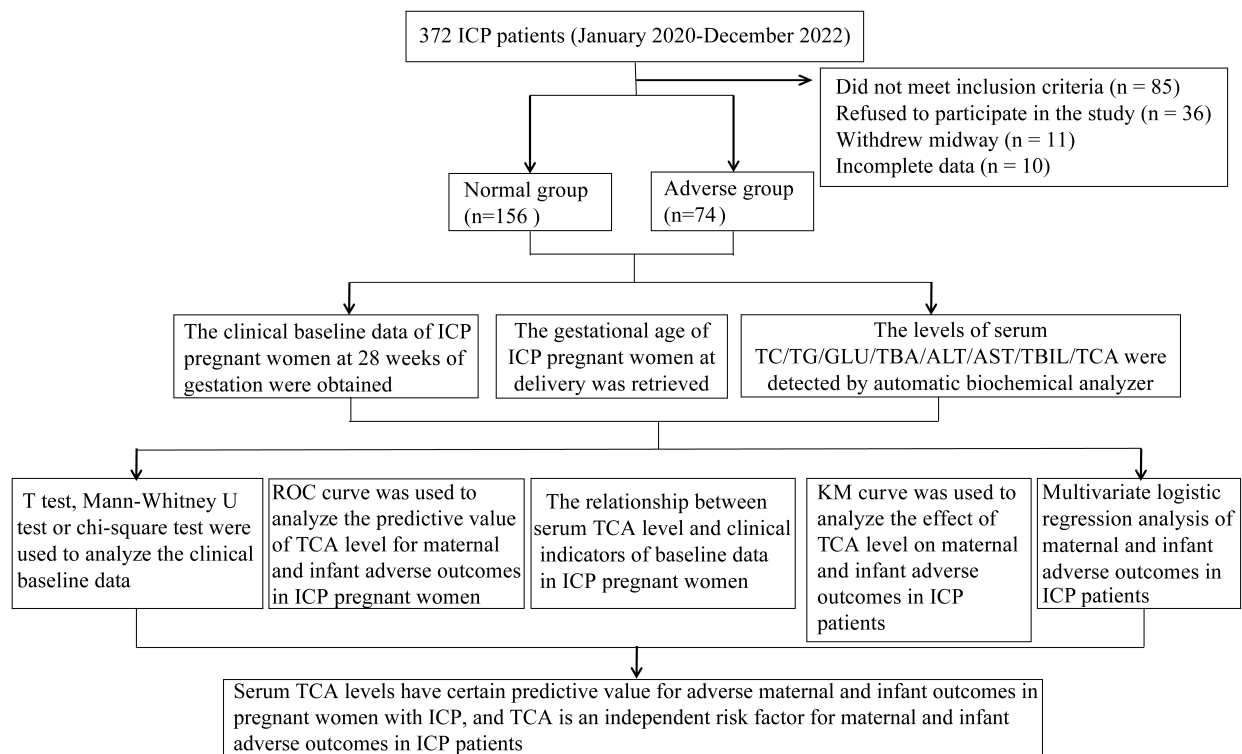 372 ICP patients (January 2020-December 2022)
Did not meet inclusion criteria (n = 85)
Refused to participate in the study (n = 36)
Withdrew midway (n = 11)
Incomplete data (n = 10)
Normal group
(n=156 )
Adverse group
(n=74)
The clinical baseline data of ICP
pregnant women at 28 weeks of
gestation were obtained
The gestational age of
ICP pregnant women at
delivery was retrieved
The levels of serum
TC/TG/GLU/TBA/ALT/AST/TBIL/TCA were
detected by automatic biochemical analyzer
T test, Mann-Whitney U
test or chi-square test were
used to analyze the clinical
baseline data
ROC curve was used to
analyze the predictive value
of TCA level for maternal
and infant adverse outcomes
in ICP pregnant women
The relationship between
serum TCA level and clinical
indicators of baseline data
in ICP pregnant women
KM curve was used to
analyze the effect of
TCA level on maternal
and infant adverse
outcomes in ICP
patients
Multivariate logistic
regression analysis of
maternal and infant
adverse outcomes in
ICP patients
Serum TCA levels have certain predictive value for adverse maternal and infant outcomes in
pregnant women with ICP, and TCA is an independent risk factor for maternal and infant
adverse outcomes in ICP patients